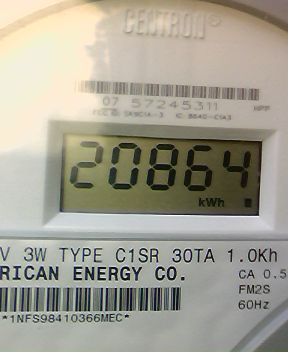 CENTRON®
07 57245311
20864
kWh
V 3W TYPE C1SR 30TA 1.0Kh
RICAN ENERGY CO.
CA 0.5
FM2S
60Hz
*1NFS98410366MEC*